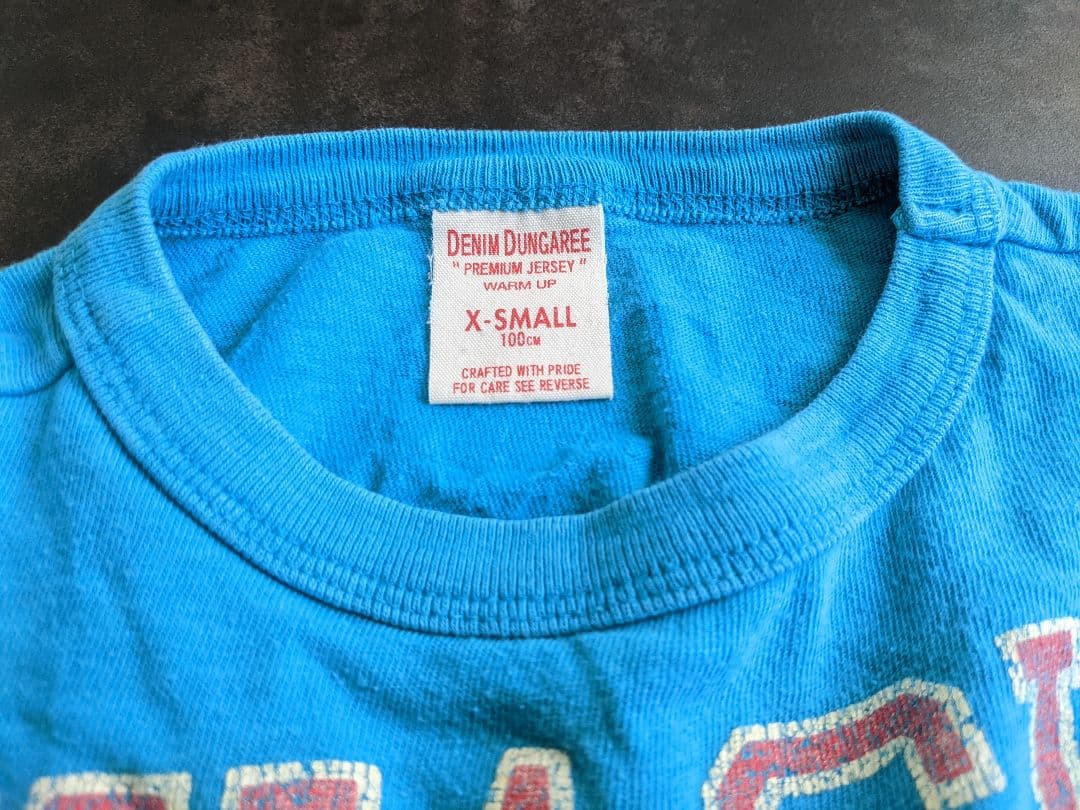 DENIM DUNGAREE
" PREMIUM JERSEY "
WARM UP
X-SMALL
100CM
CRAFTED WITH PRIDE
FOR CARE SEE REVERSE